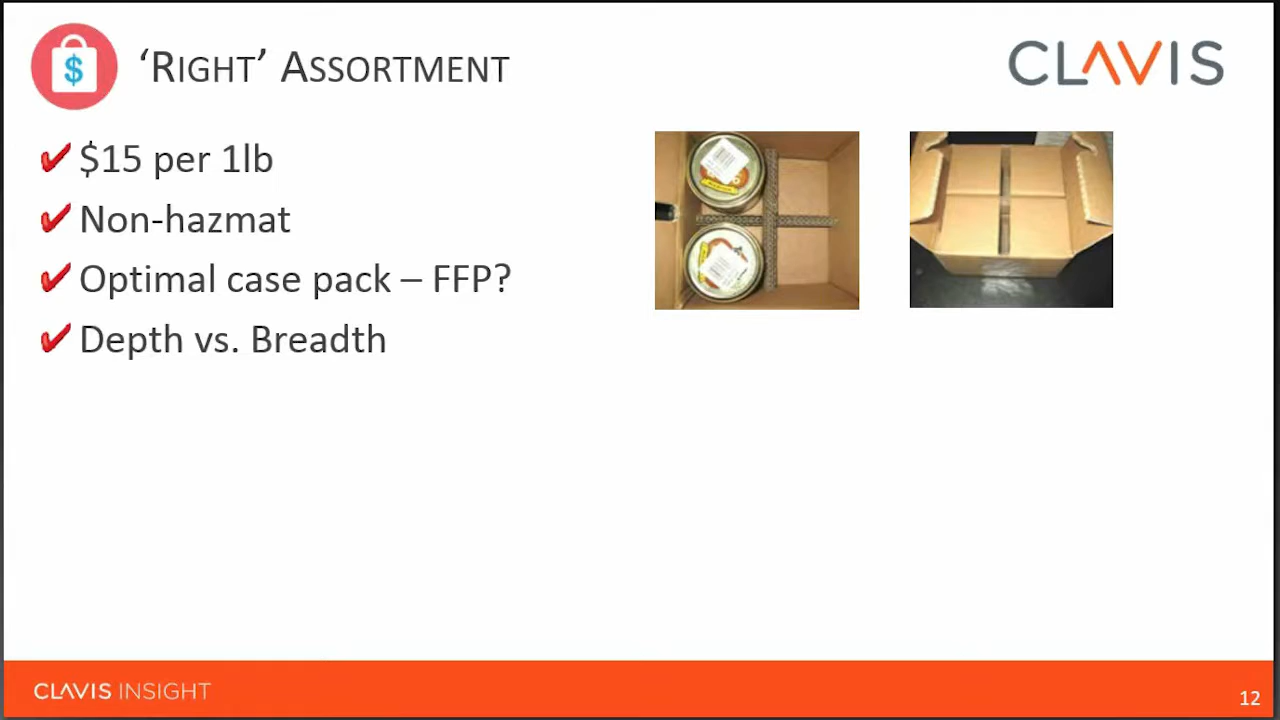 $
‘RIGHT’ ASSORTMENT
CLAVIS
$15 per 1lb
Non-hazmat
Optimal case pack – FFP?
Depth vs. Breadth
CLAVIS INSIGHT
12